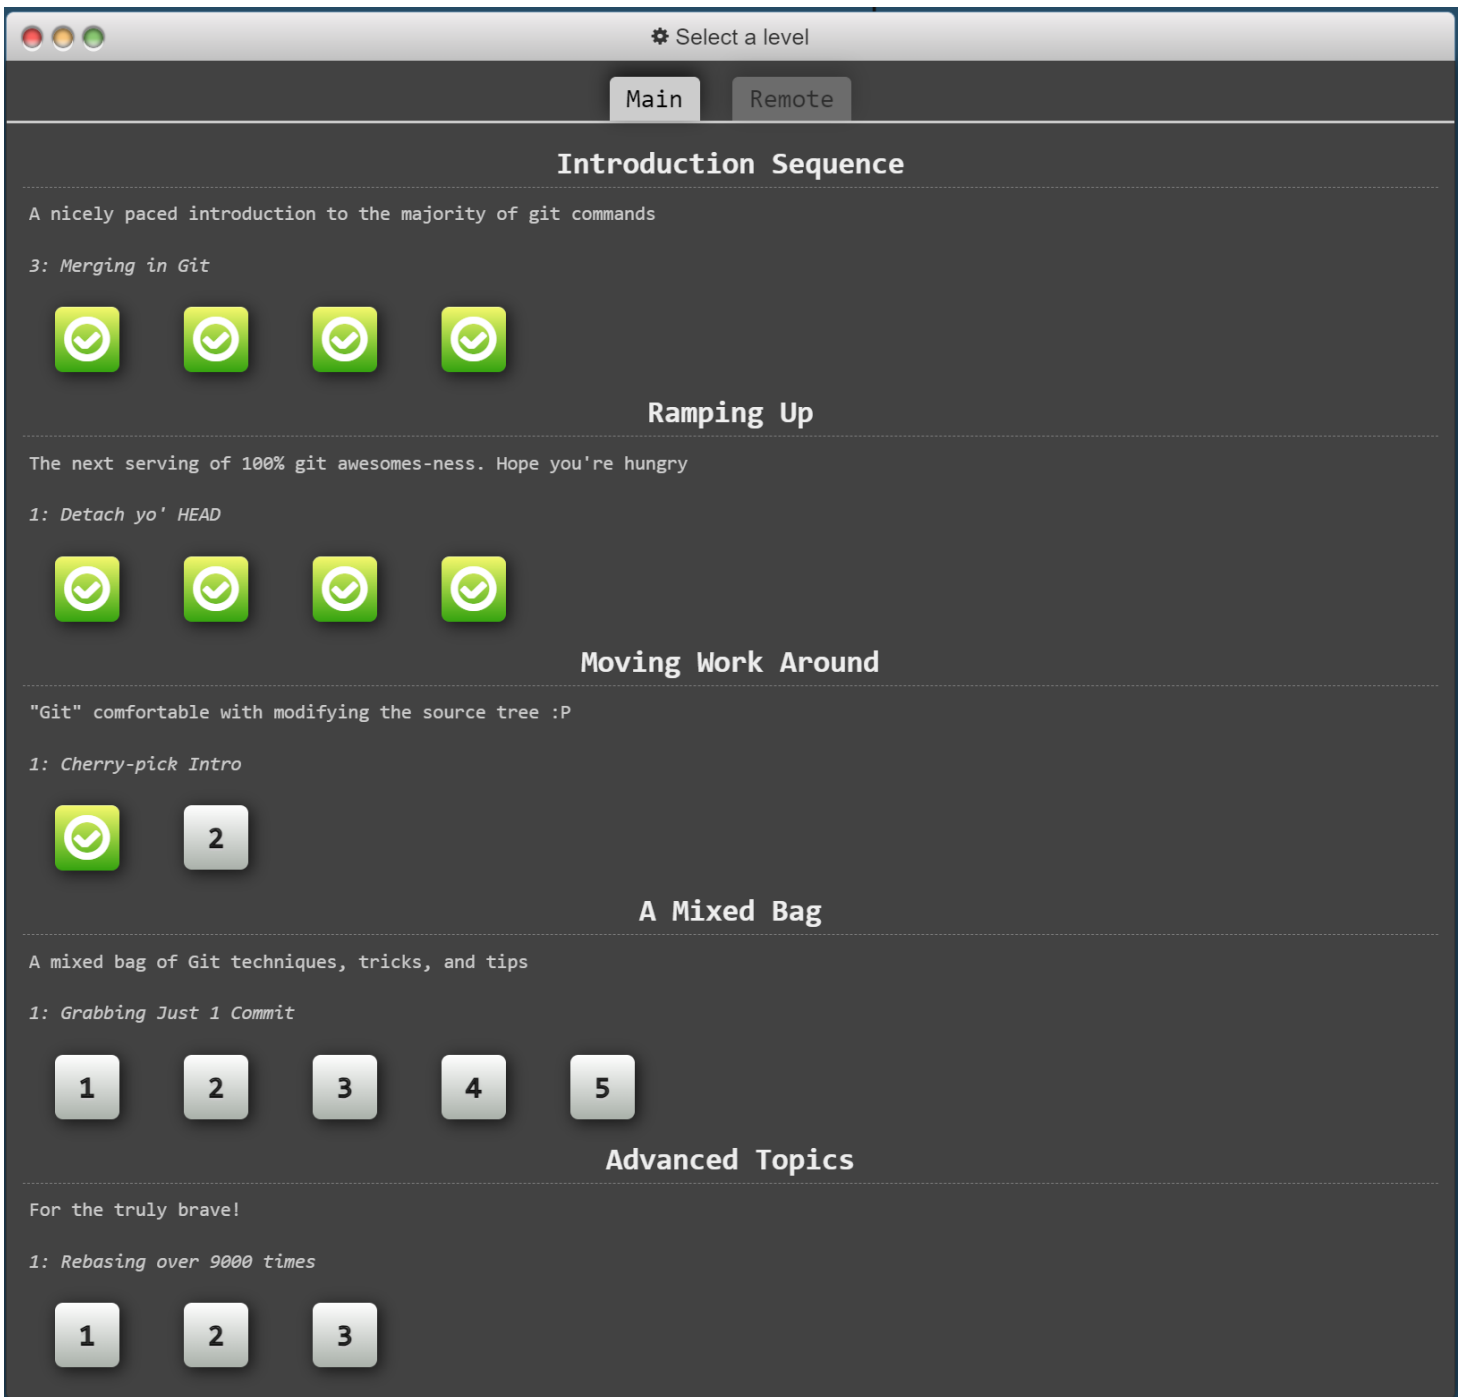 Select a level
Main Remote
Introduction Sequence
A nicely paced introduction to the majority of git commands
3: Merging in Git
Ramping Up
The next serving of 100% git awesomes-ness. Hope you're hungry
1: Detach yo' HEAD
Moving Work Around
"Git" comfortable with modifying the source tree :P
1: Cherry-pick Intro
2
A Mixed Bag
A mixed bag of Git techniques, tricks, and tips
1: Grabbing Just 1 Commit
1 2 3 4 5
Advanced Topics
For the truly brave!
1: Rebasing over 9000 times
1 2 3